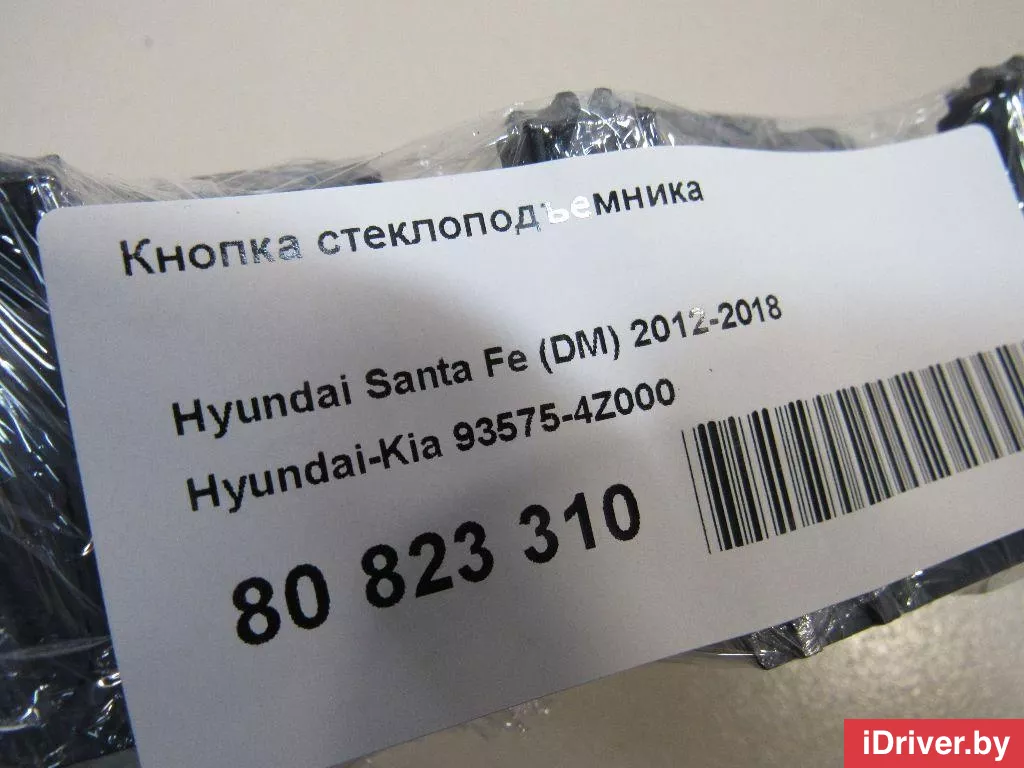 Кнопка стеклоподъемника
Hyundai Santa Fe (DM) 2012-2018
Hyundai-Kia 93575-4Z000
80 823 310
iDriver.by